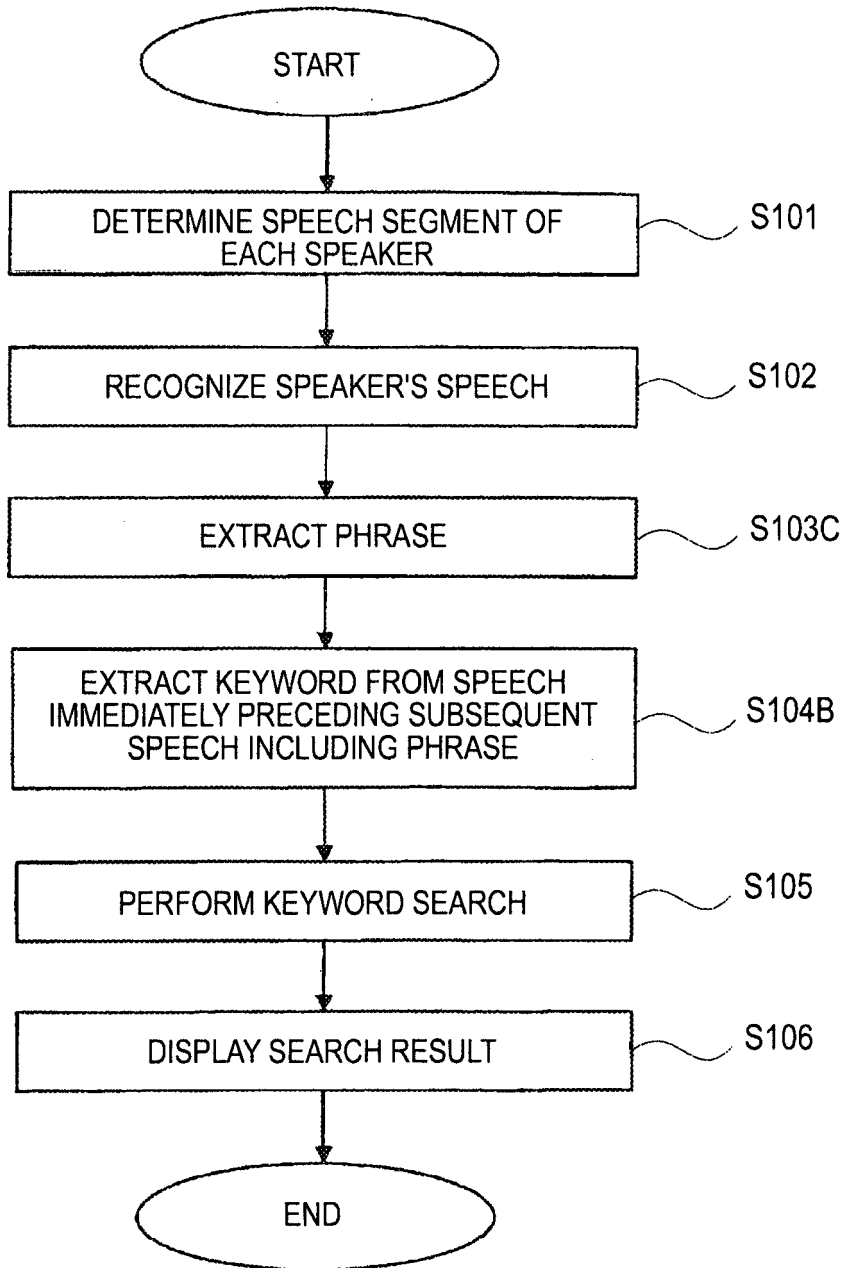 START
DETERMINE SPEECH SEGMENT OF
EACH SPEAKER
S101
RECOGNIZE SPEAKER'S SPEECH
S102
EXTRACT PHRASE
S103C
EXTRACT KEYWORD FROM SPEECH
IMMEDIATELY PRECEDING SUBSEQUENT
SPEECH INCLUDING PHRASE
S104B
PERFORM KEYWORD SEARCH
S105
DISPLAY SEARCH RESULT
S106
END